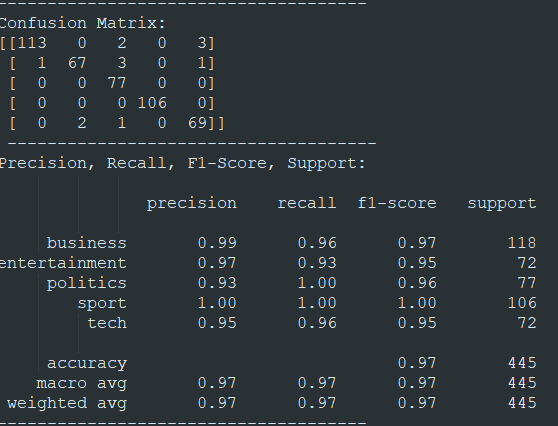 -------------------------------------
Confusion Matrix:
[[113   0   2   0   3]
 [  1  67   3   0   1]
 [  0   0  77   0   0]
 [  0   0   0 106   0]
 [  0   2   1   0  69]]
-------------------------------------
Precision, Recall, F1-Score, Support:
precision recall f1-score support
business 0.99 0.96 0.97 118
entertainment 0.97 0.93 0.95 72
politics 0.93 1.00 0.96 77
sport 1.00 1.00 1.00 106
tech 0.95 0.96 0.95 72
accuracy 0.97 445
macro avg 0.97 0.97 0.97 445
weighted avg 0.97 0.97 0.97 445
-------------------------------------